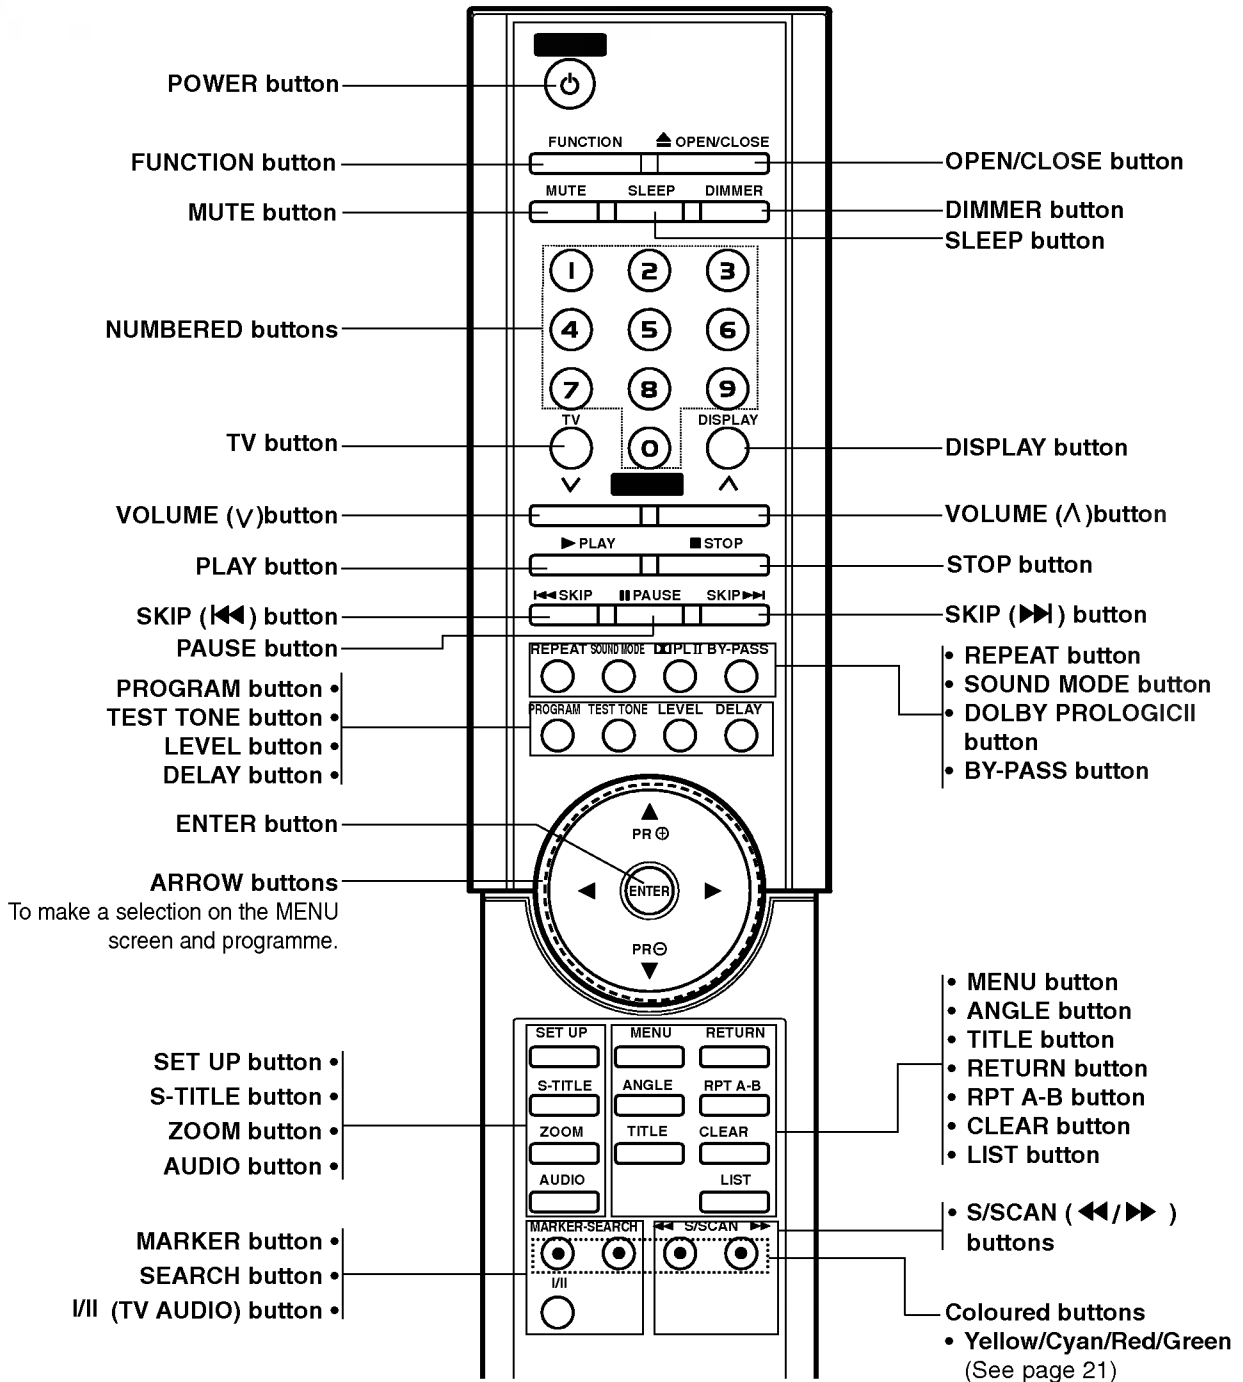 POWER button
FUNCTION button
MUTE button
NUMBERED buttons
TV button
VOLUME (∨)button
PLAY button
SKIP (⏮) button
PAUSE button
PROGRAM button •
TEST TONE button •
LEVEL button •
DELAY button •
ENTER button
ARROW buttons
To make a selection on the MENU
screen and programme.
SET UP button •
S-TITLE button •
ZOOM button •
AUDIO button •
MARKER button •
SEARCH button •
I/II (TV AUDIO) button •
FUNCTION ⏏ OPEN/CLOSE
MUTE SLEEP DIMMER
1 2 3
4 5 6
7 8 9
TV DISPLAY
0
∨ ∧
▶ PLAY ■ STOP
⏮ SKIP ⏸ PAUSE SKIP ⏭
REPEAT SOUND MODE PL II BY-PASS
PROGRAM TEST TONE LEVEL DELAY
▲
PR ⊕
◀ ENTER ▶
PR ⊖
▼
SET UP MENU RETURN
S-TITLE ANGLE RPT A-B
ZOOM TITLE CLEAR
AUDIO LIST
MARKER-SEARCH ◀◀ S/SCAN ▶▶
I/II
OPEN/CLOSE button
DIMMER button
SLEEP button
DISPLAY button
VOLUME (∧)button
STOP button
SKIP (⏭) button
• REPEAT button
• SOUND MODE button
• DOLBY PROLOGICII
button
• BY-PASS button
• MENU button
• ANGLE button
• TITLE button
• RETURN button
• RPT A-B button
• CLEAR button
• LIST button
• S/SCAN (◀◀/▶▶ )
buttons
Coloured buttons
• Yellow/Cyan/Red/Green
(See page 21)